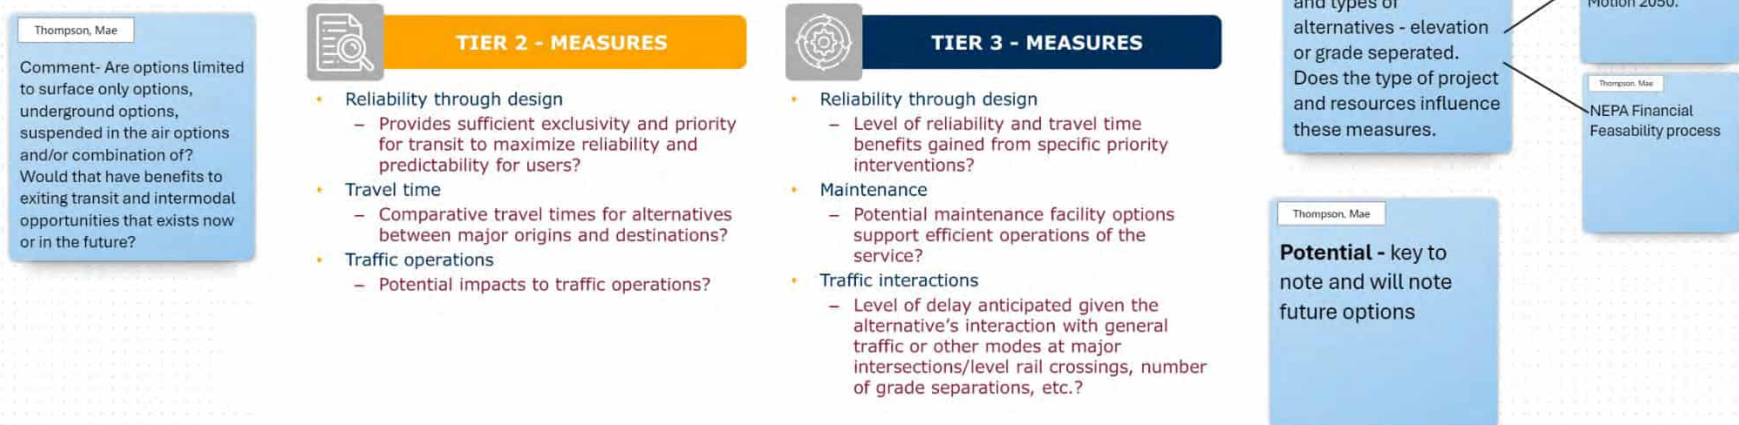 Thompson, Mae
Comment- Are options limited
to surface only options,
underground options,
suspended in the air options
and/or combination of?
Would that have benefits to
exiting transit and intermodal
opportunities that exists now
or in the future?
TIER 2 - MEASURES
• Reliability through design
– Provides sufficient exclusivity and priority
for transit to maximize reliability and
predictability for users?
• Travel time
– Comparative travel times for alternatives
between major origins and destinations?
• Traffic operations
– Potential impacts to traffic operations?
TIER 3 - MEASURES
• Reliability through design
– Level of reliability and travel time
benefits gained from specific priority
interventions?
• Maintenance
– Potential maintenance facility options
support efficient operations of the
service?
• Traffic interactions
– Level of delay anticipated given the
alternative's interaction with general
traffic or other modes at major
intersections/level rail crossings, number
of grade separations, etc.?
and types of
alternatives - elevation
or grade seperated.
Does the type of project
and resources influence
these measures.
Motion 2050.
Thompson, Mae
NEPA Financial
Feasability process
Thompson, Mae
Potential - key to
note and will note
future options